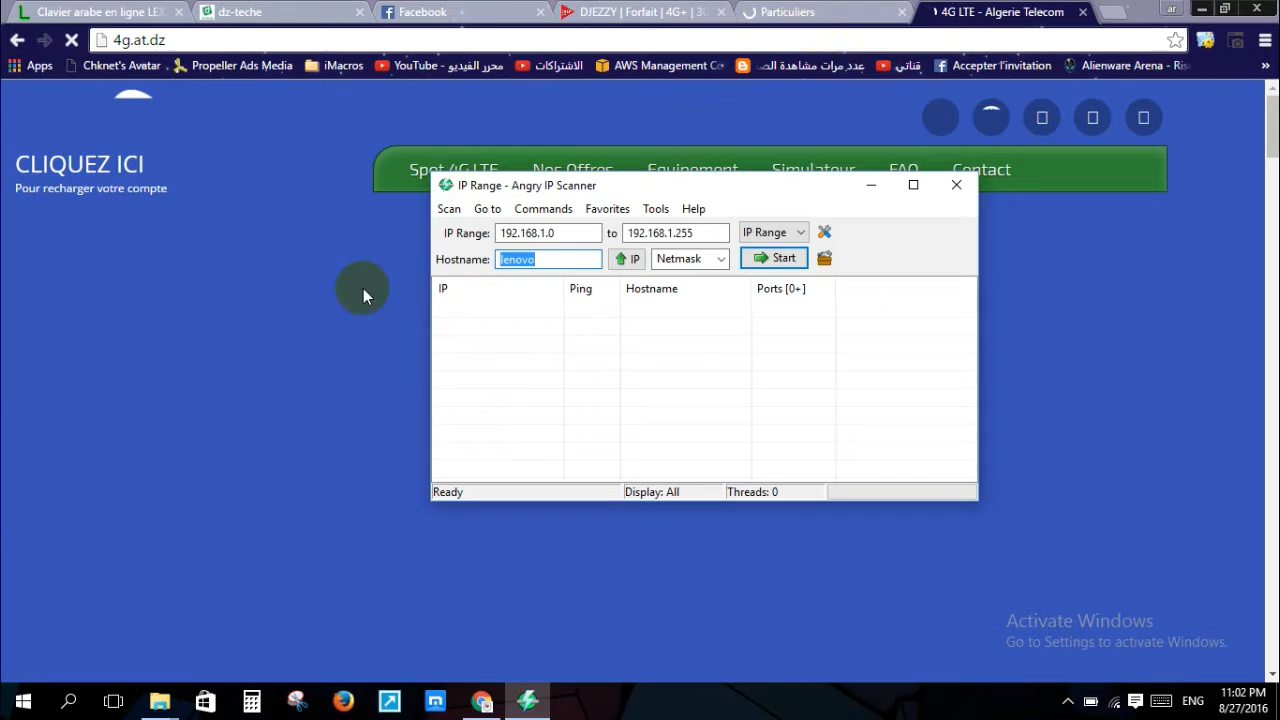 Clavier arabe en ligne LEX
dz-teche
Facebook
DJEZZY | Forfait | 4G+ | 3G
Particuliers
4G LTE - Algerie Telecom
ar
4g.at.dz
Apps
Chknet's Avatar
Propeller Ads Media
iMacros
YouTube - محرر الفيديو
الاشتراكات
AWS Management Co
عدد مرات مشاهدة الص
قناتي
Accepter l'invitation
Alienware Arena - Ris
»
CLIQUEZ ICI
Pour recharger votre compte
Spot /4G LTE
Nos Offres
Equipement
Simulateur
FAQ
Contact
IP Range - Angry IP Scanner
Scan
Go to
Commands
Favorites
Tools
Help
IP Range:
192.168.1.0
to
192.168.1.255
IP Range
Hostname:
lenovo
IP
Netmask
Start
IP
Ping
Hostname
Ports [0+]
Ready
Display: All
Threads: 0
Activate Windows
Go to Settings to activate Windows.
ENG
11:02 PM
8/27/2016